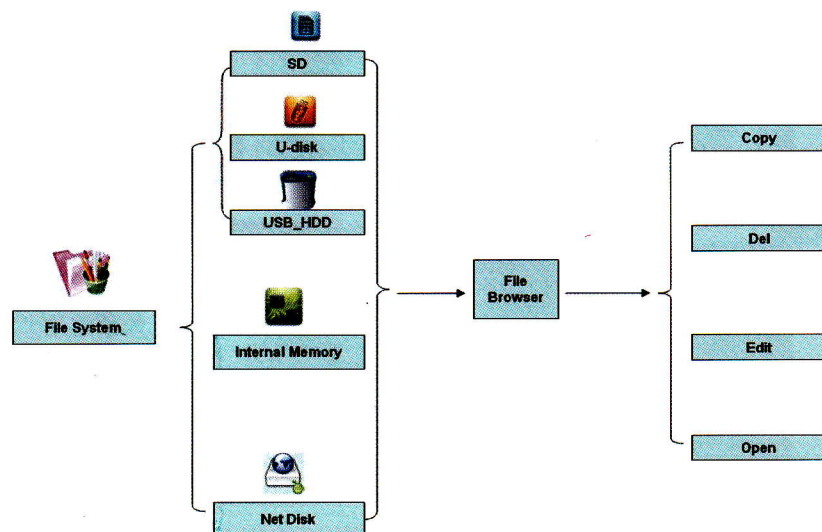 SD
U-disk
USB_HDD
File System
Internal Memory
Net Disk
File
Browser
Copy
Del
Edit
Open